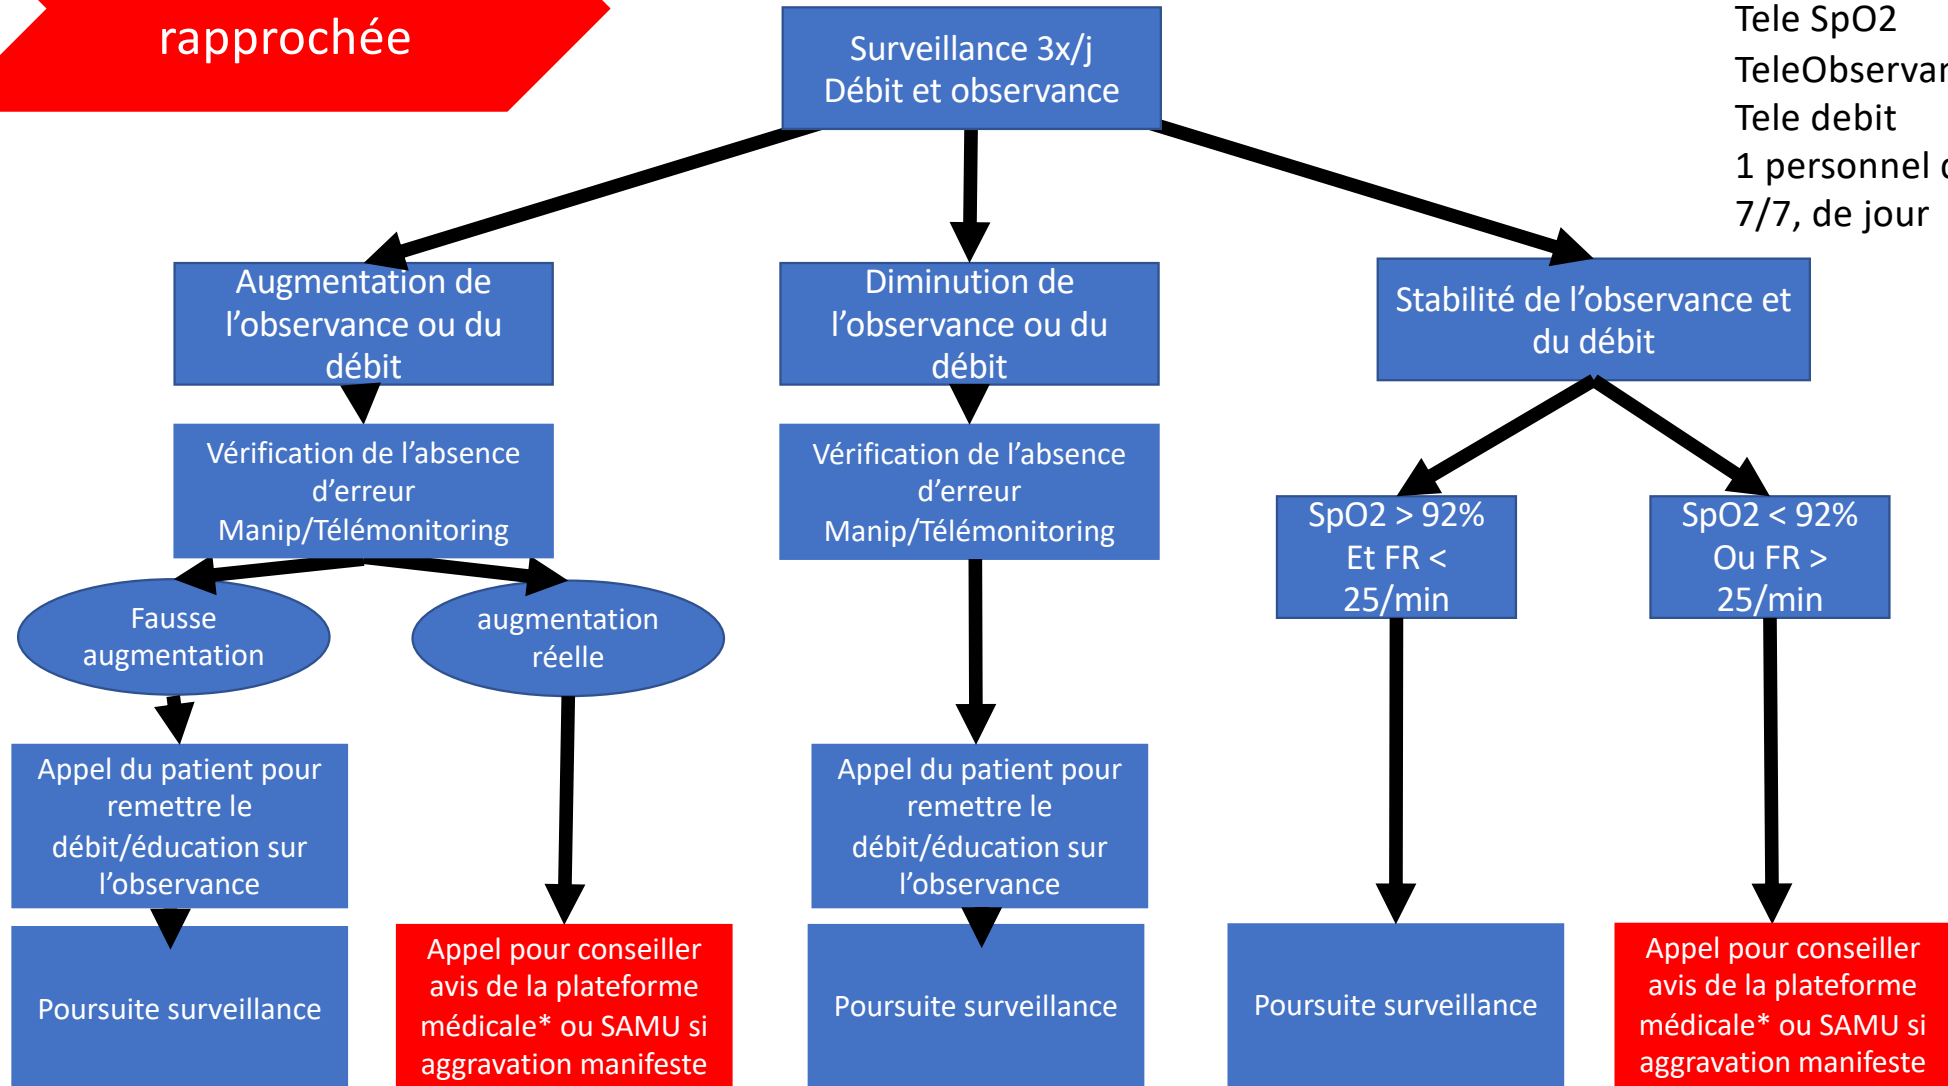 rapprochée
Surveillance 3x/j
Débit et observance
Tele SpO2
Tele debit
1 personnel
7/7, de jour
Augmentation de
l’observance ou du
débit
Diminution de
l’observance ou du
débit
Stabilité de l’observance et
du débit
Vérification de l’absence
d’erreur
Manip/Télémonitoring
Vérification de l’absence
d’erreur
Manip/Télémonitoring
SpO2 > 92%
Et FR <
25/min
SpO2 < 92%
Ou FR >
25/min
Fausse
augmentation
augmentation
réelle
Appel du patient pour
remettre le
débit/éducation sur
l’observance
Appel du patient pour
remettre le
débit/éducation sur
l’observance
Poursuite surveillance
Appel pour conseiller
avis de la plateforme
médicale* ou SAMU si
aggravation manifeste
Poursuite surveillance
Poursuite surveillance
Appel pour conseiller
avis de la plateforme
médicale* ou SAMU si
aggravation manifeste